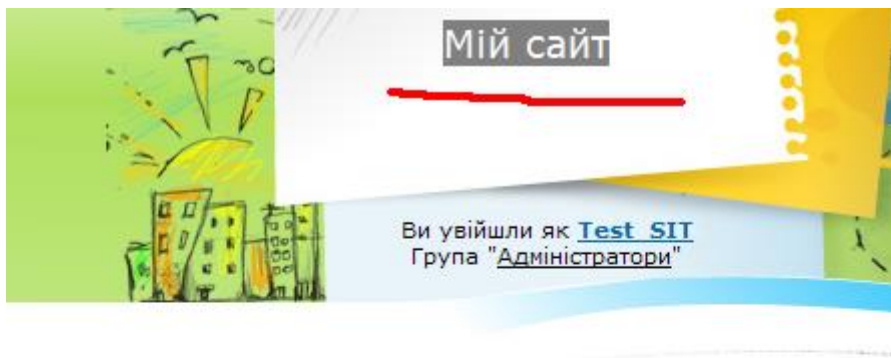 Мій сайт
Ви увійшли як Test_SIT
Група "Адміністратори"